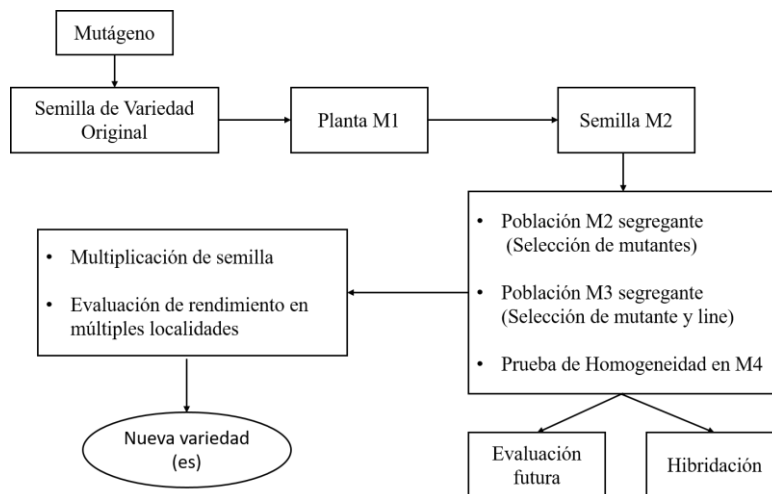 Mutágeno
Semilla de Variedad
Original
Planta M1
Semilla M2
• Población M2 segregante
(Selección de mutantes)
• Población M3 segregante
(Selección de mutante y line)
• Prueba de Homogeneidad en M4
• Multiplicación de semilla
• Evaluación de rendimiento en
múltiples localidades
Nueva variedad
(es)
Evaluación
futura
Hibridación